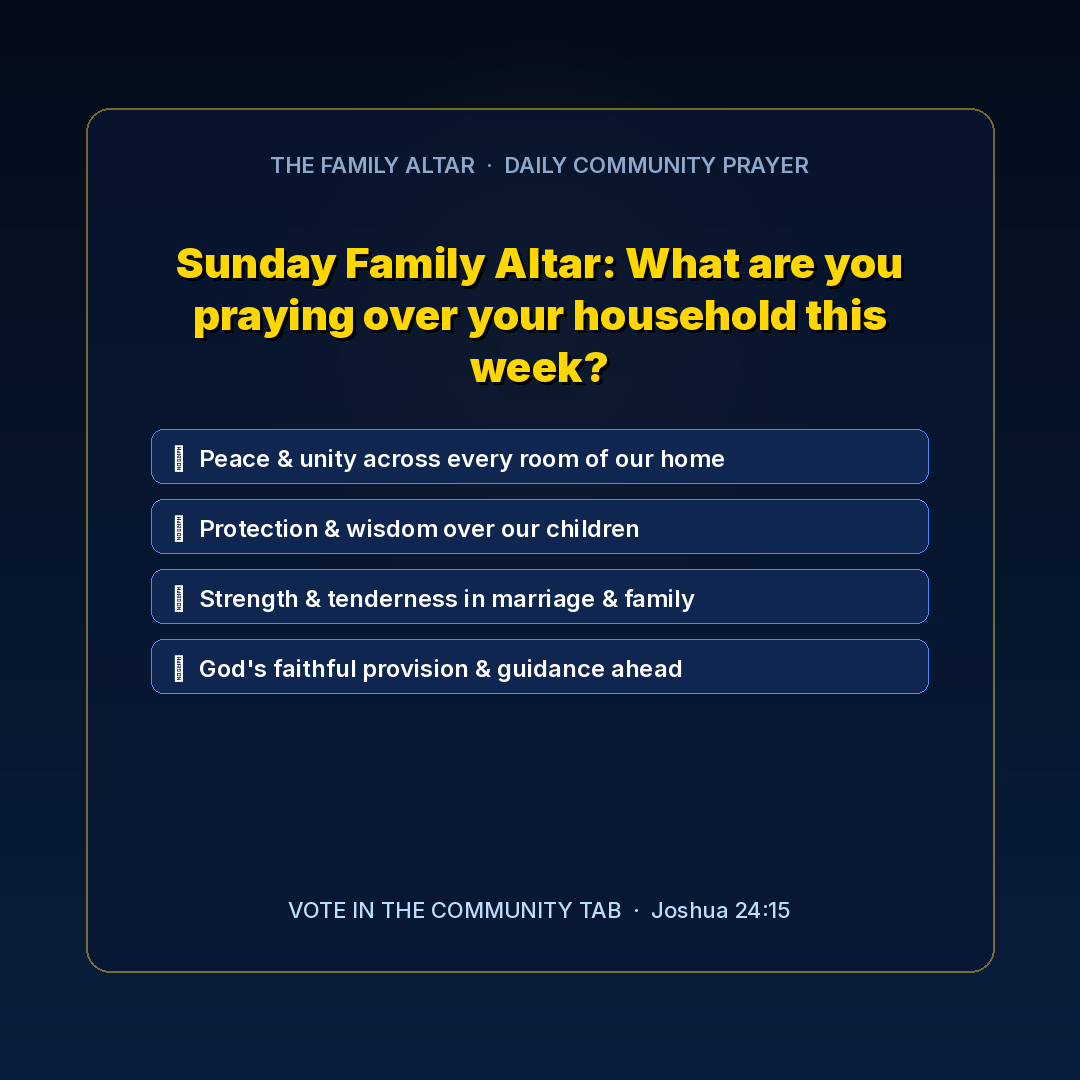 THE FAMILY ALTAR · DAILY COMMUNITY PRAYER
Sunday Family Altar: What are you
praying over your household this
week?
Peace & unity across every room of our home
Protection & wisdom over our children
Strength & tenderness in marriage & family
God's faithful provision & guidance ahead
VOTE IN THE COMMUNITY TAB · Joshua 24:15